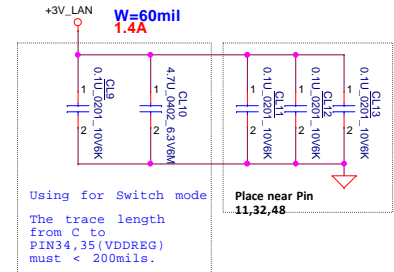 +3V_LAN
W=60mil
1.4A
1
2
CL9
0.1U_0201_10V6K
1
2
CL10
4.7U_0402_6.3V6M
1
2
CL11
0.1U_0201_10V6K
1
2
CL12
0.1U_0201_10V6K
1
2
CL13
0.1U_0201_10V6K
Using for Switch mode
The trace length
from C to
PIN34,35(VDDREG)
must < 200mils.
Place near Pin
11,32,48